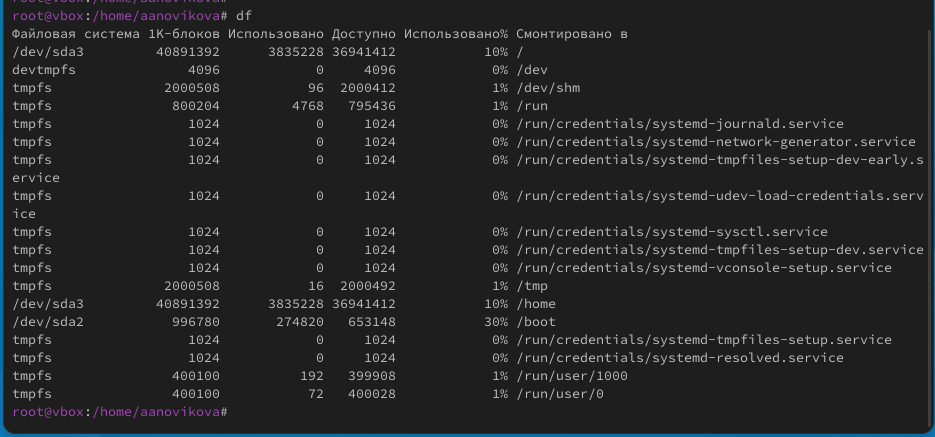 root@vbox:/home/aanovikova# df
Файловая система 1K-блоков Использовано Доступно Использовано% Смонтировано в
/dev/sda3         40891392      3835228 36941412           10% /
devtmpfs              4096            0     4096            0% /dev
tmpfs              2000508           96  2000412            1% /dev/shm
tmpfs               800204         4768   795436            1% /run
tmpfs                 1024            0     1024            0% /run/credentials/systemd-journald.service
tmpfs                 1024            0     1024            0% /run/credentials/systemd-network-generator.service
tmpfs                 1024            0     1024            0% /run/credentials/systemd-tmpfiles-setup-dev-early.s
ervice
tmpfs                 1024            0     1024            0% /run/credentials/systemd-udev-load-credentials.serv
ice
tmpfs                 1024            0     1024            0% /run/credentials/systemd-sysctl.service
tmpfs                 1024            0     1024            0% /run/credentials/systemd-tmpfiles-setup-dev.service
tmpfs                 1024            0     1024            0% /run/credentials/systemd-vconsole-setup.service
tmpfs              2000508           16  2000492            1% /tmp
/dev/sda3         40891392      3835228 36941412           10% /home
/dev/sda2           996780       274820   653148           30% /boot
tmpfs                 1024            0     1024            0% /run/credentials/systemd-tmpfiles-setup.service
tmpfs                 1024            0     1024            0% /run/credentials/systemd-resolved.service
tmpfs               400100          192   399908            1% /run/user/1000
tmpfs               400100           72   400028            1% /run/user/0
root@vbox:/home/aanovikova#